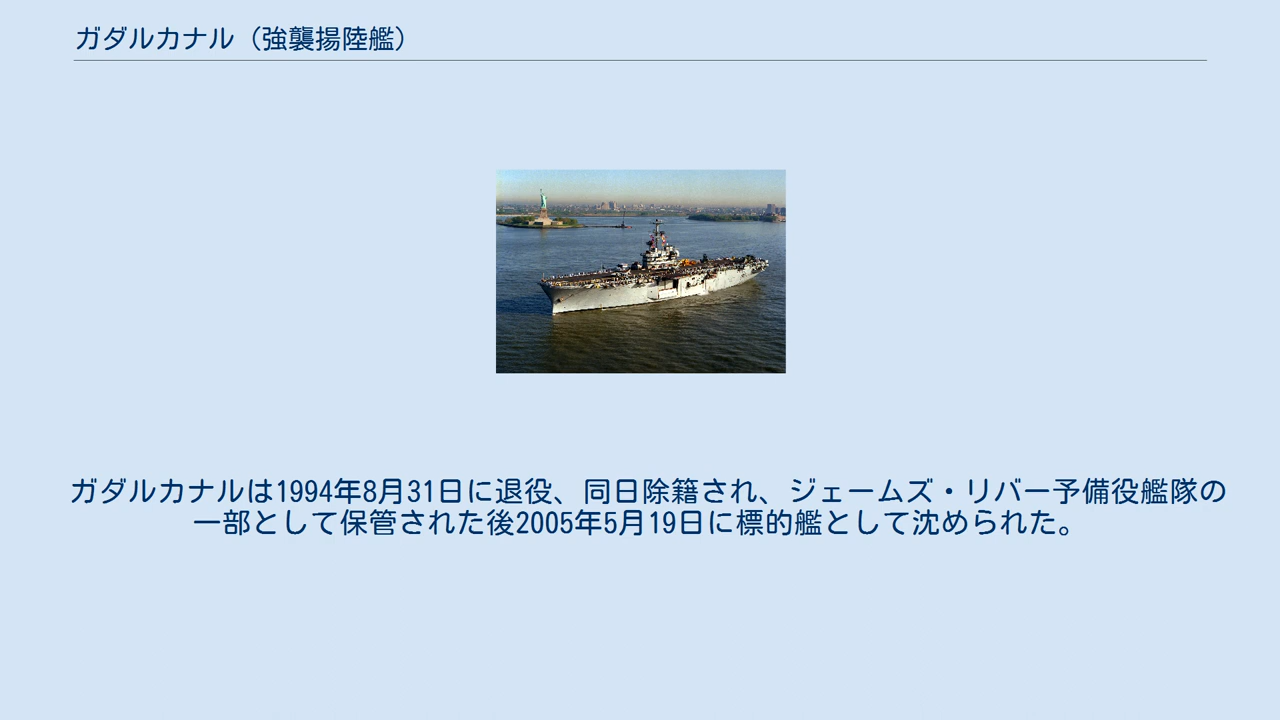 ガダルカナル（強襲揚陸艦）
ガダルカナルは1994年8月31日に退役、同日除籍され、ジェームズ・リバー予備役艦隊の
一部として保管された後2005年5月19日に標的艦として沈められた。